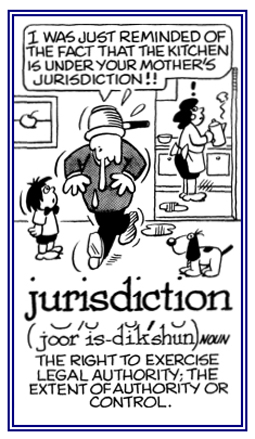 I WAS JUST REMINDED OF
THE FACT THAT THE KITCHEN
IS UNDER YOUR MOTHER'S
JURISDICTION!!
!
jurisdiction
(joor is-dik′shun) NOUN
THE RIGHT TO EXERCISE
LEGAL AUTHORITY; THE
EXTENT OF AUTHORITY OR
CONTROL.